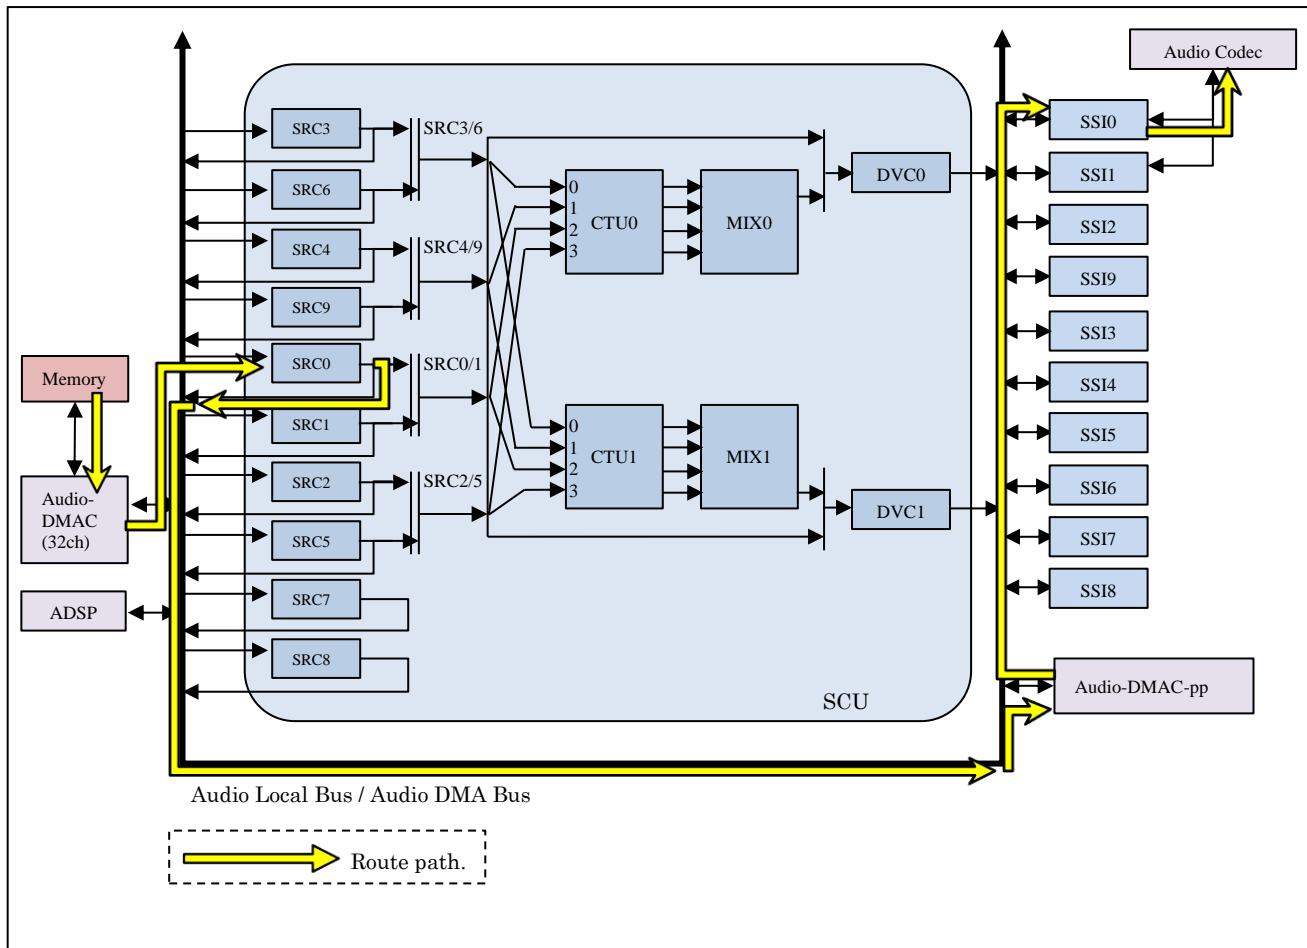 Audio Codec
SRC3
SRC3/6
SSI0
SRC6
DVC0
SSI1
0
1
2
3
CTU0
MIX0
SSI2
SRC4
SRC4/9
SSI9
SRC9
SSI3
Memory
SRC0
SRC0/1
SSI4
SRC1
0
1
2
3
CTU1
MIX1
SSI5
SRC2
SRC2/5
SSI6
Audio-
DMAC
(32ch)
DVC1
SRC5
SSI7
SRC7
SSI8
ADSP
SRC8
Audio-DMAC-pp
SCU
Audio Local Bus / Audio DMA Bus
Route path.